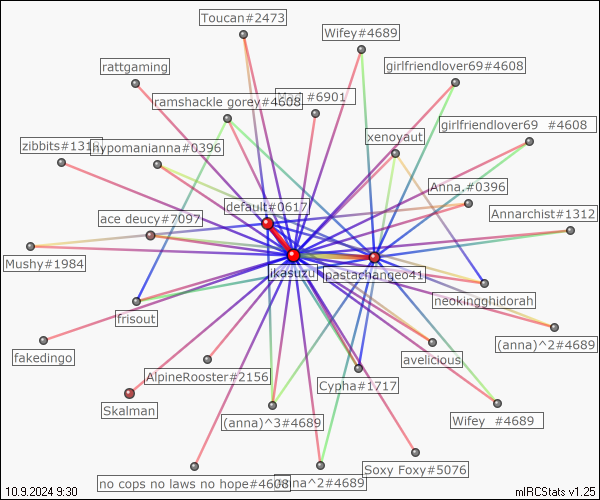 Toucan#2473
Wifey#4689
rattgaming
girlfriendlover69#4608
ramshackle gorey#4608
#6901
girlfriendlover69 #4608
xenoyaut
zibbits#131
hypomanianna#0396
Anna,#0396
default#0617
ace deucy#7097
Annarchist#1312
Mushy#1984
ikasuzu
pastachangeo41
neokingghidorah
frisout
fakedingo
(anna)^2#4689
avelicious
AlpineRooster#2156
Cypha#1717
Skalman
(anna)^3#4689
Wifey #4689
no cops no laws no hope#4608
^2#4689
Soxy Foxy#5076
10.9.2024 9:30
mIRCStats v1.25